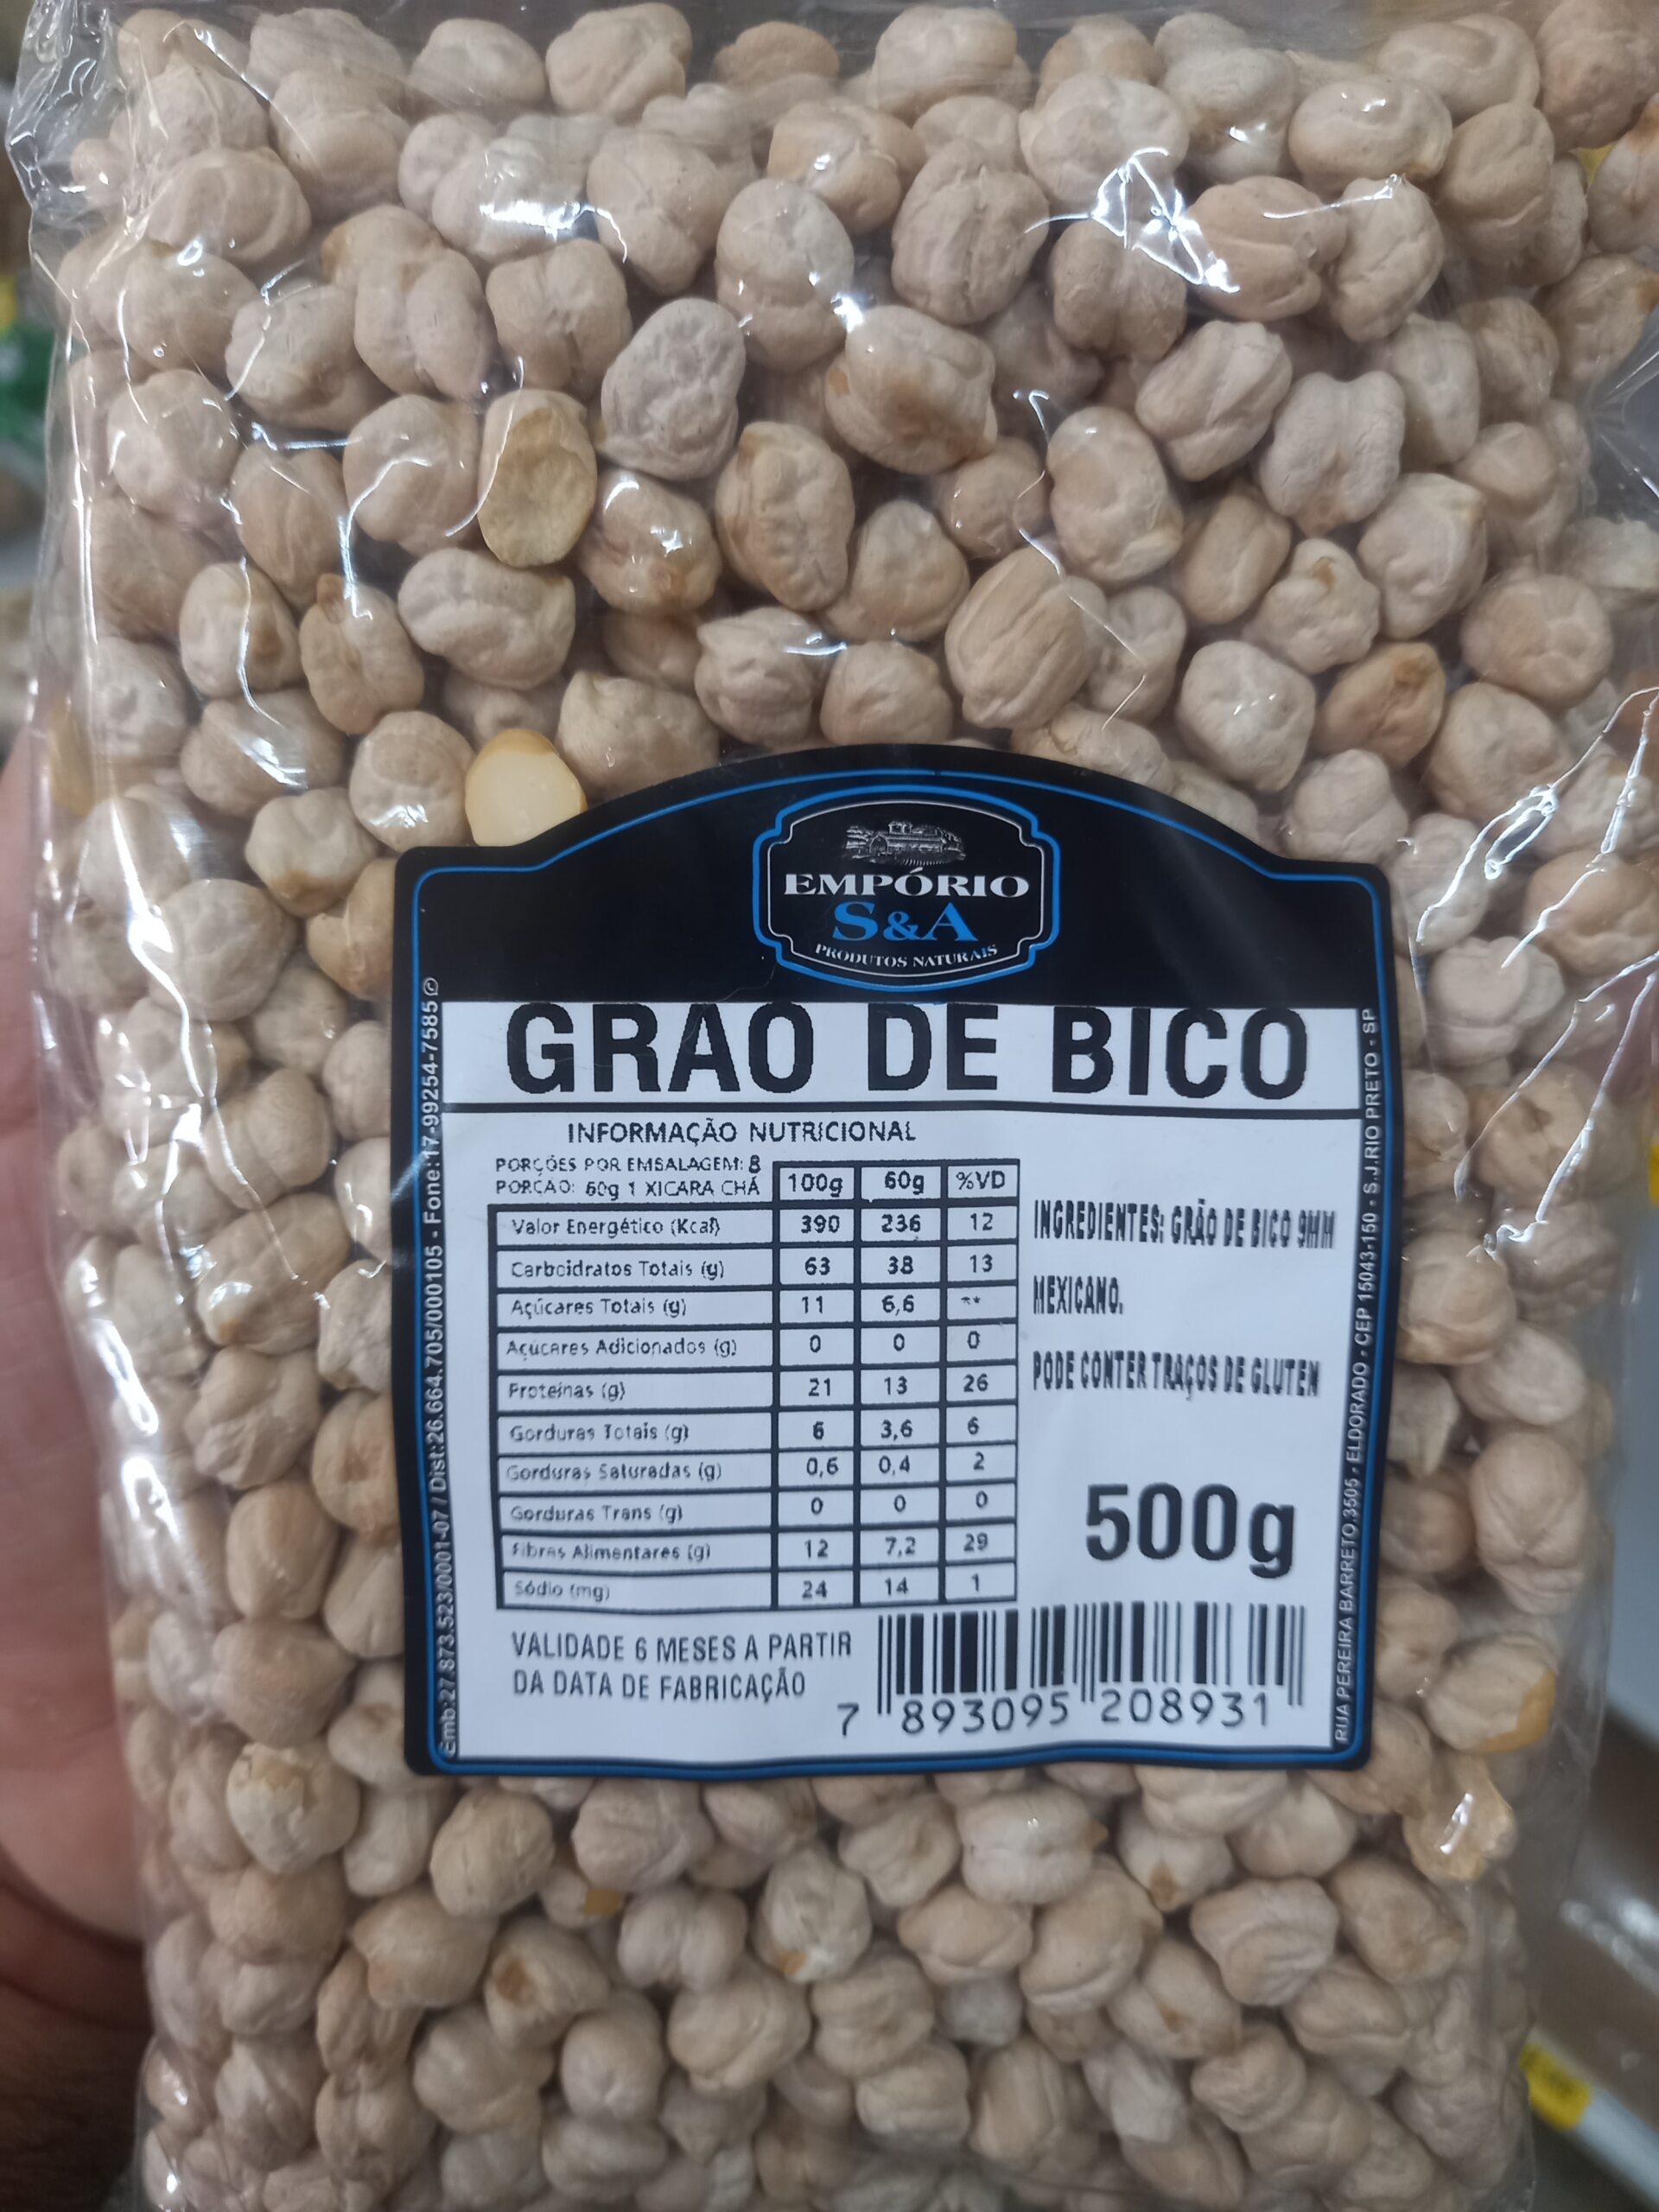 EMPÓRIO
S&A
PRODUTOS NATURAIS
GRAO DE BICO
INFORMAÇÃO NUTRICIONAL
PORÇÕES POR EMBALAGEM: 8
PORÇAO: 60g 1 XICARA CHÁ 100g 60g %VD
Valor Energético (Kcal) 390 236 12
Carboidratos Totais (g) 63 38 13
Açúcares Totais (g) 11 6,6 **
Açúcares Adicionados (g) 0 0 0
Proteínas (g) 21 13 26
Gorduras Totais (g) 6 3,6 6
Gorduras Saturadas (g) 0,6 0,4 2
Gorduras Trans (g) 0 0 0
Fibras Alimentares (g) 12 7,2 29
Sódio (mg) 24 14 1
INGREDIENTES: GRÃO DE BICO 9MM
MEXICANO.
PODE CONTER TRAÇOS DE GLUTEN
500g
VALIDADE 6 MESES A PARTIR
DA DATA DE FABRICAÇÃO
7 893095 208931
Emb:27.873.523/0001-07 / Dist:26.664.705/000105 - Fone:17-99254-7585
RUA PEREIRA BARRETO,3505 - ELDORADO - CEP 15043-150 - S.J.RIO PRETO - SP